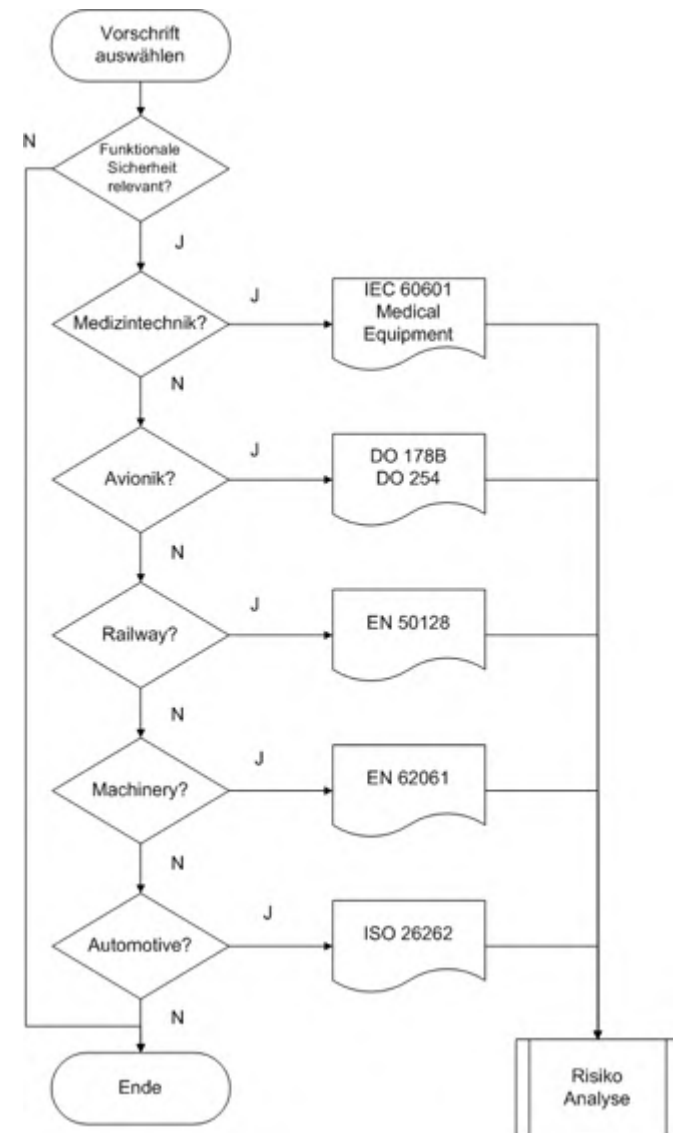 Vorschrift
auswählen
N
Funktionale
Sicherheit
relevant?
J
Medizintechnik?
J
IEC 60601
Medical
Equipment
N
Avionik?
J
DO 178B
DO 254
N
Railway?
J
EN 50128
N
Machinery?
J
EN 62061
N
Automotive?
J
ISO 26262
N
Ende
Risiko
Analyse